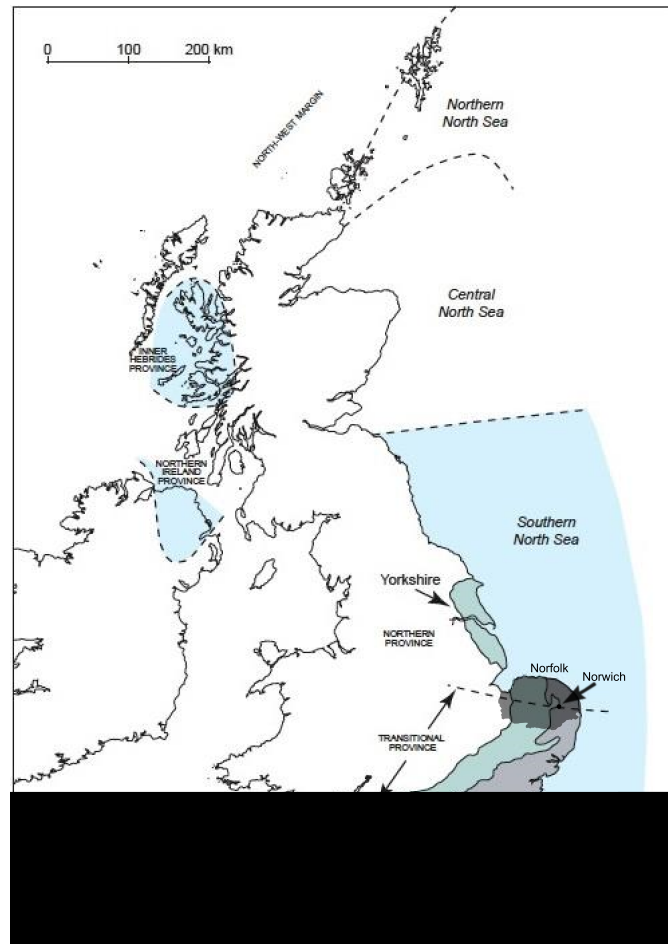 0 100 200 km
NORTH-WEST MARGIN
Northern
North Sea
Central
North Sea
INNER
HEBRIDES
PROVINCE
NORTHERN
IRELAND
PROVINCE
Southern
North Sea
Yorkshire
NORTHERN
PROVINCE
Norfolk
Norwich
TRANSITIONAL
PROVINCE